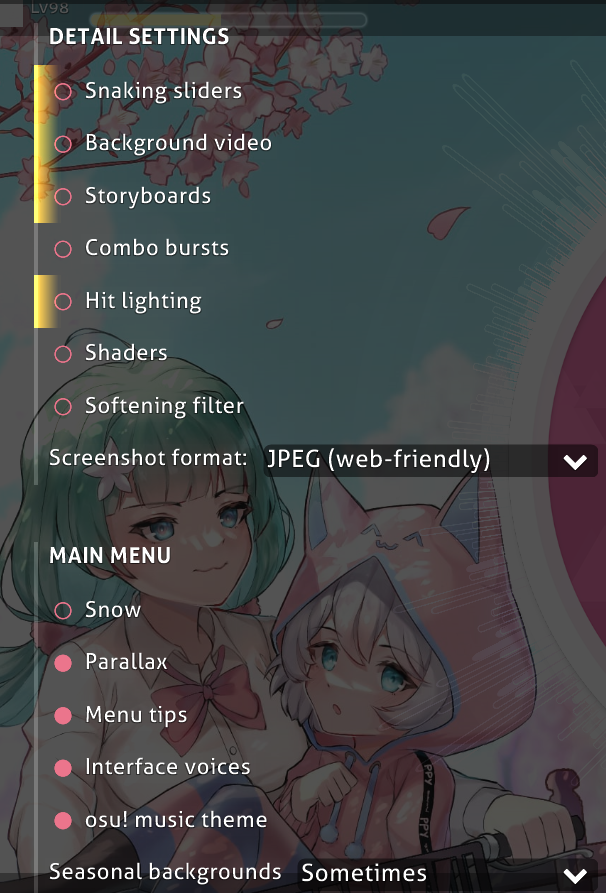 LV98
DETAIL SETTINGS
Snaking sliders
Background video
Storyboards
Combo bursts
Hit lighting
Shaders
Softening filter
Screenshot format: JPEG (web-friendly)
MAIN MENU
Snow
Parallax
Menu tips
Interface voices
osu! music theme
Seasonal backgrounds Sometimes
PPY